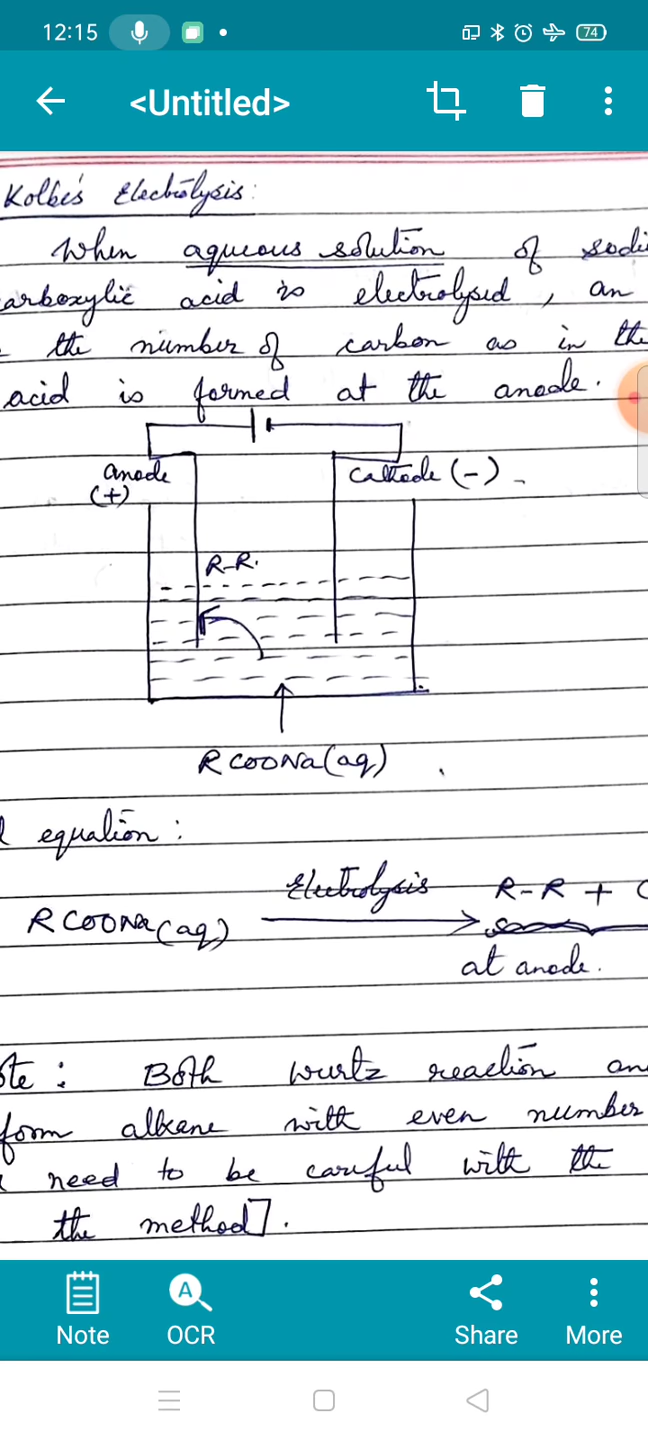 12:15
74
<Untitled>
Kolbe's Electrolysis:
When aqueous solution of sodi
arboxylic acid is electrolysed, an
the number of carbon as in the
acid is formed at the anode.
anode
(+)
Cathode (-)
R-R.
RCOONa(aq)
equation:
Electrolysis R-R + C
RCOONa(aq)
at anode.
ote: Both wurtz reaction an
form alkane with even number
need to be careful with the
the method].
Note
A
OCR
Share
More